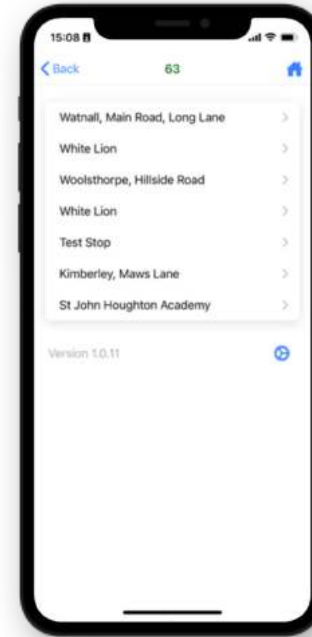 15:08
Back
63
Watnall, Main Road, Long Lane
White Lion
Woolsthorpe, Hillside Road
White Lion
Test Stop
Kimberley, Maws Lane
St John Houghton Academy
Version 1.0.11